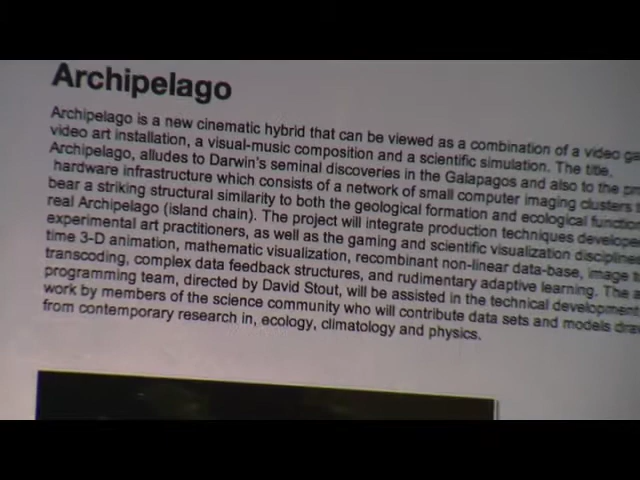 Archipelago
Archipelago is a new cinematic hybrid that can be viewed as a combination of a video
video art installation, a visual-music composition and a scientific simulation. The title,
Archipelago, alludes to Darwin's seminal discoveries in the Galapagos and also to the
hardware infrastructure which consists of a network of small computer imaging clusters
bear a striking structural similarity to both the geological formation and ecological
real Archipelago (island chain). The project will integrate production techniques
experimental art practitioners, as well as the gaming and scientific visualization
time 3-D animation, mathematic visualization, recombinant non-linear data-base, image
transcoding, complex data feedback structures, and rudimentary adaptive learning. The
programming team, directed by David Stout, will be assisted in the technical development
work by members of the science community who will contribute data sets and models
from contemporary research in, ecology, climatology and physics.